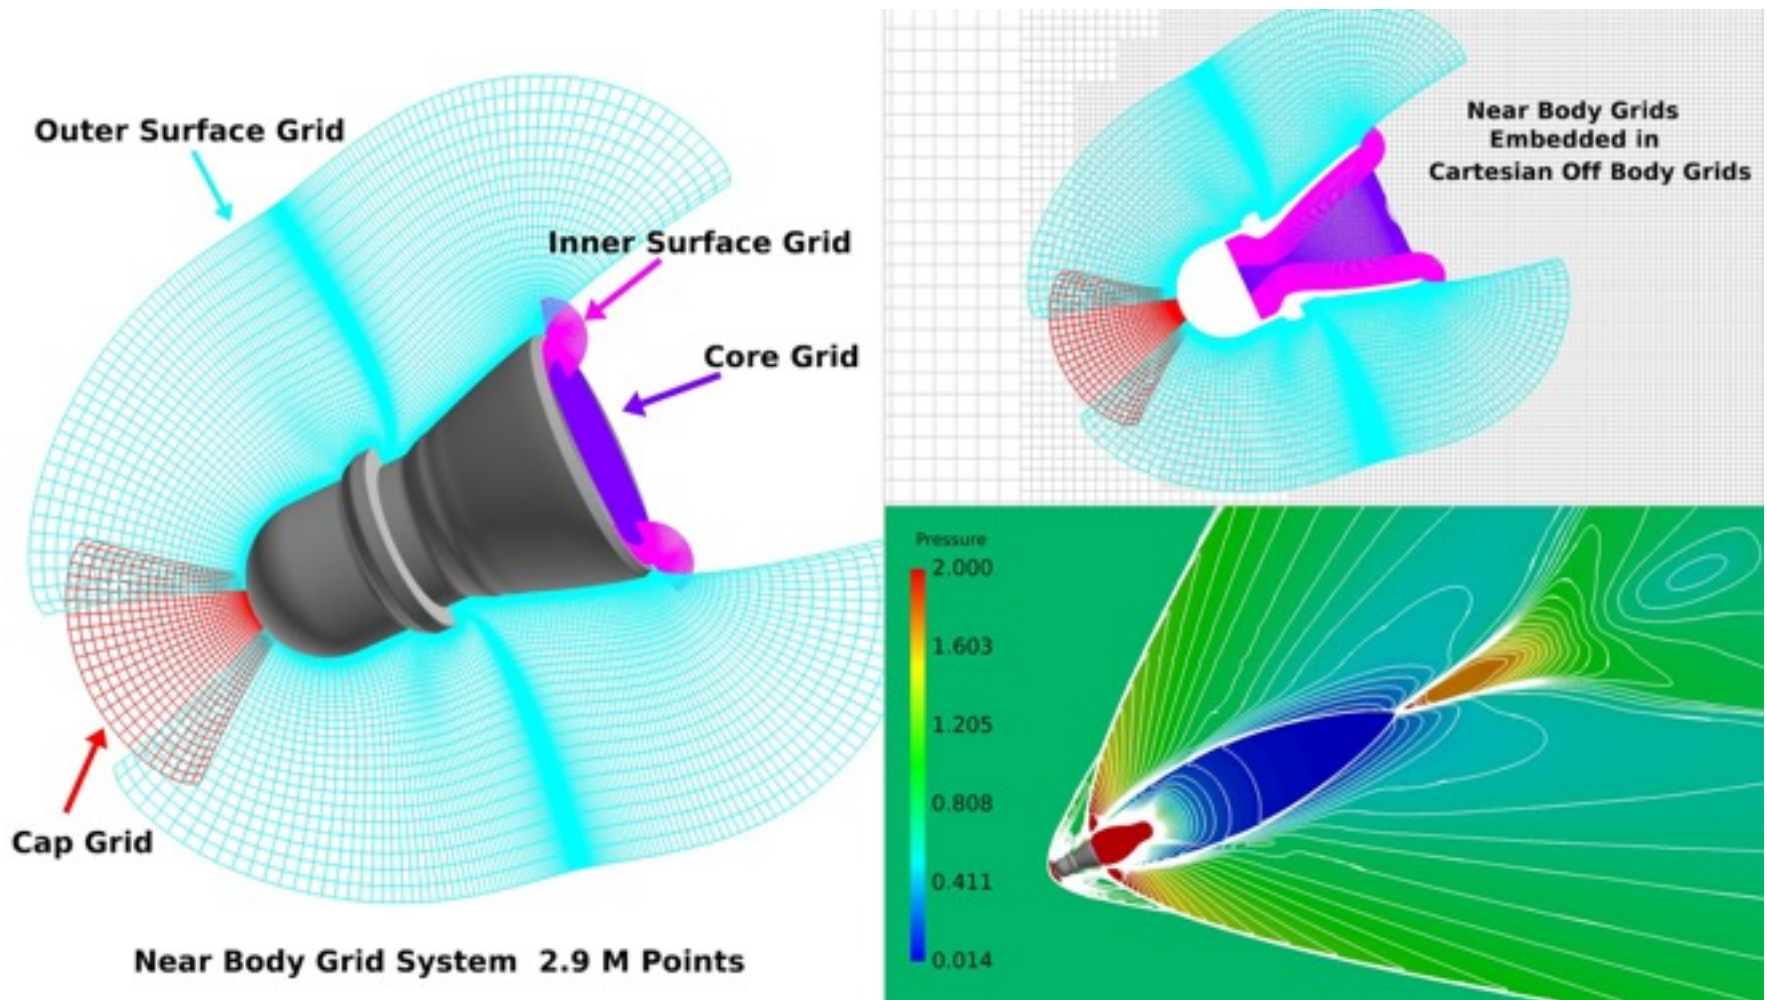 Outer Surface Grid
Inner Surface Grid
Core Grid
Cap Grid
Near Body Grid System 2.9 M Points
Near Body Grids
Embedded in
Cartesian Off Body Grids
Pressure
2.000
1.603
1.205
0.808
0.411
0.014